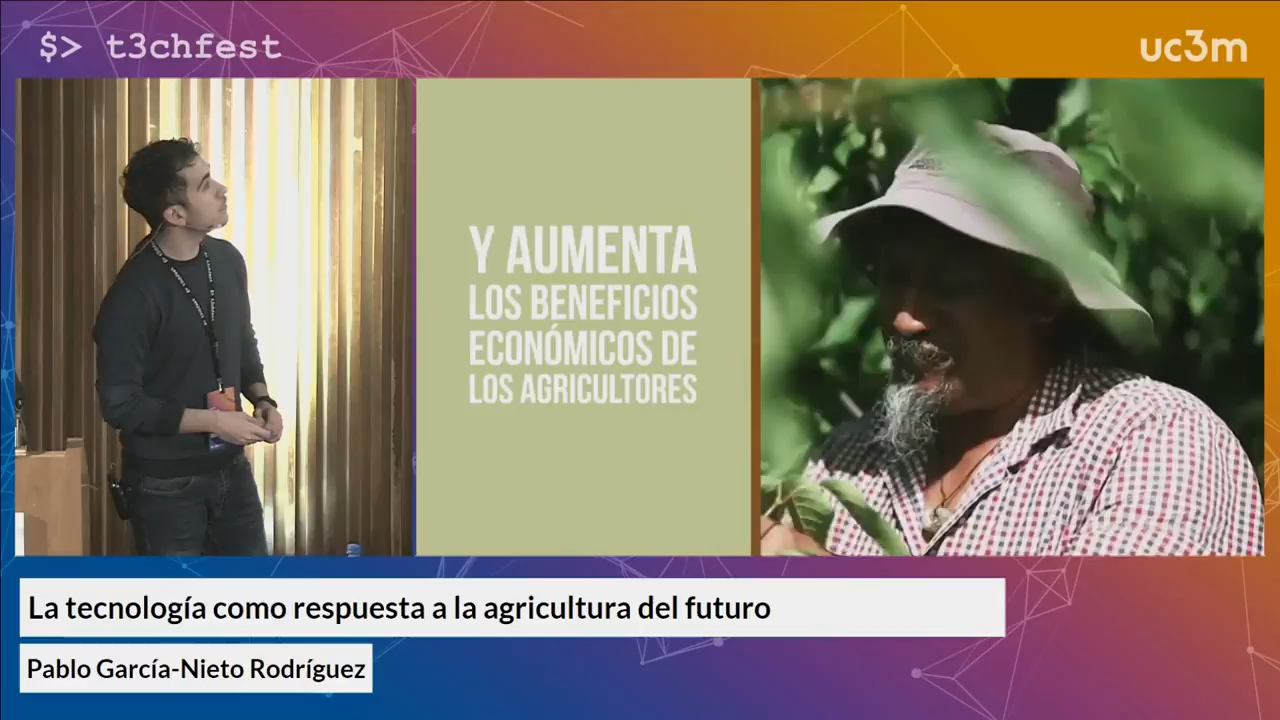 $> t3chfest
uc3m
Y AUMENTA
LOS BENEFICIOS
ECONÓMICOS DE
LOS AGRICULTORES
La tecnología como respuesta a la agricultura del futuro
Pablo García-Nieto Rodríguez